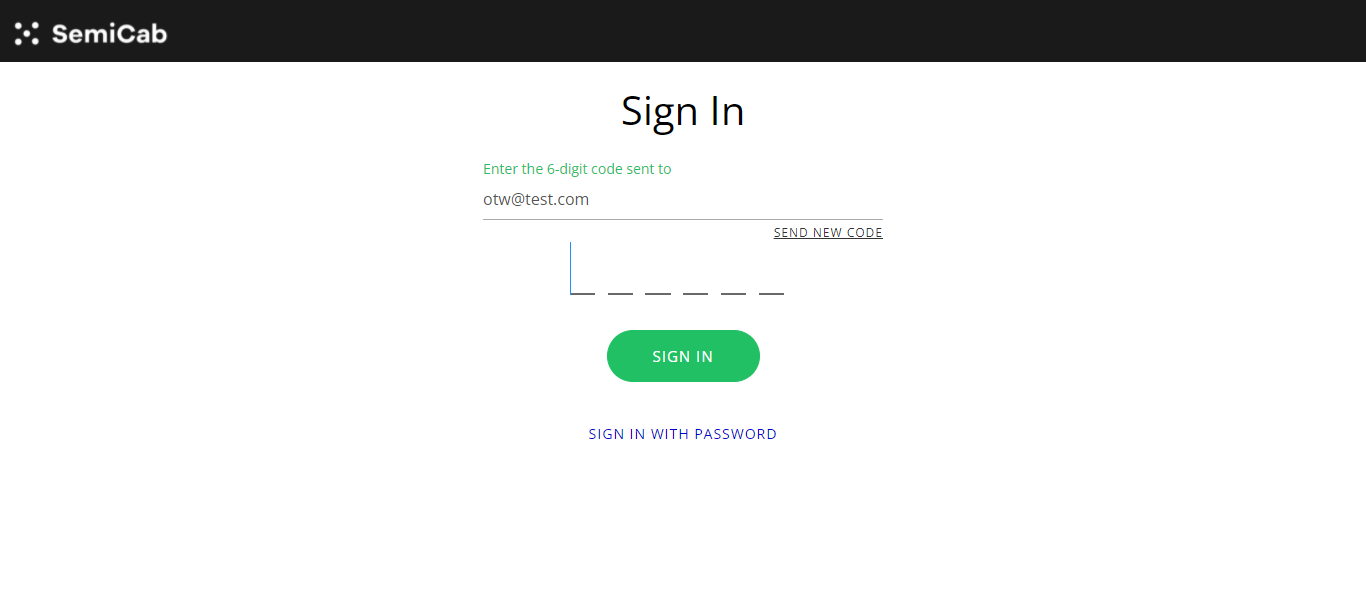 SemiCab
Sign In
Enter the 6-digit code sent to
otw@test.com
SEND NEW CODE
SIGN IN
SIGN IN WITH PASSWORD